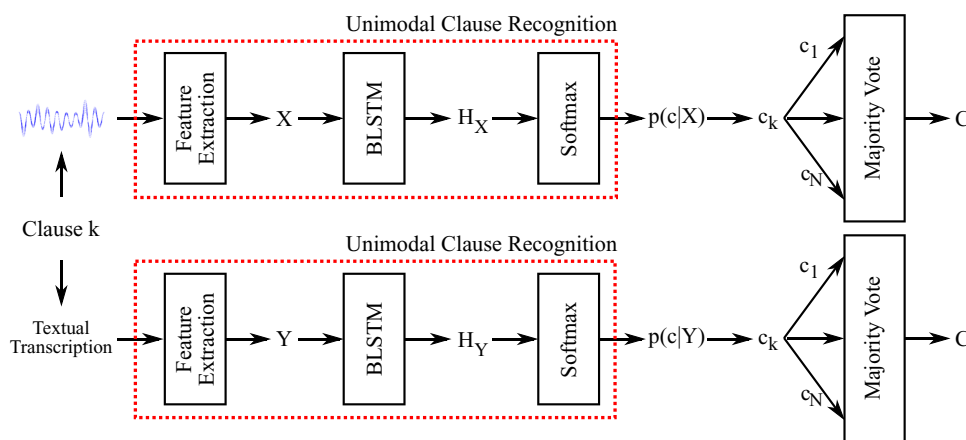 Unimodal Clause Recognition
Feature
Extraction
X
BLSTM
H_X
Softmax
p(c|X)
c_k
c_1
c_N
Majority Vote
C
Clause k
Unimodal Clause Recognition
Textual
Transcription
Feature
Extraction
Y
BLSTM
H_Y
Softmax
p(c|Y)
c_k
c_1
c_N
Majority Vote
C